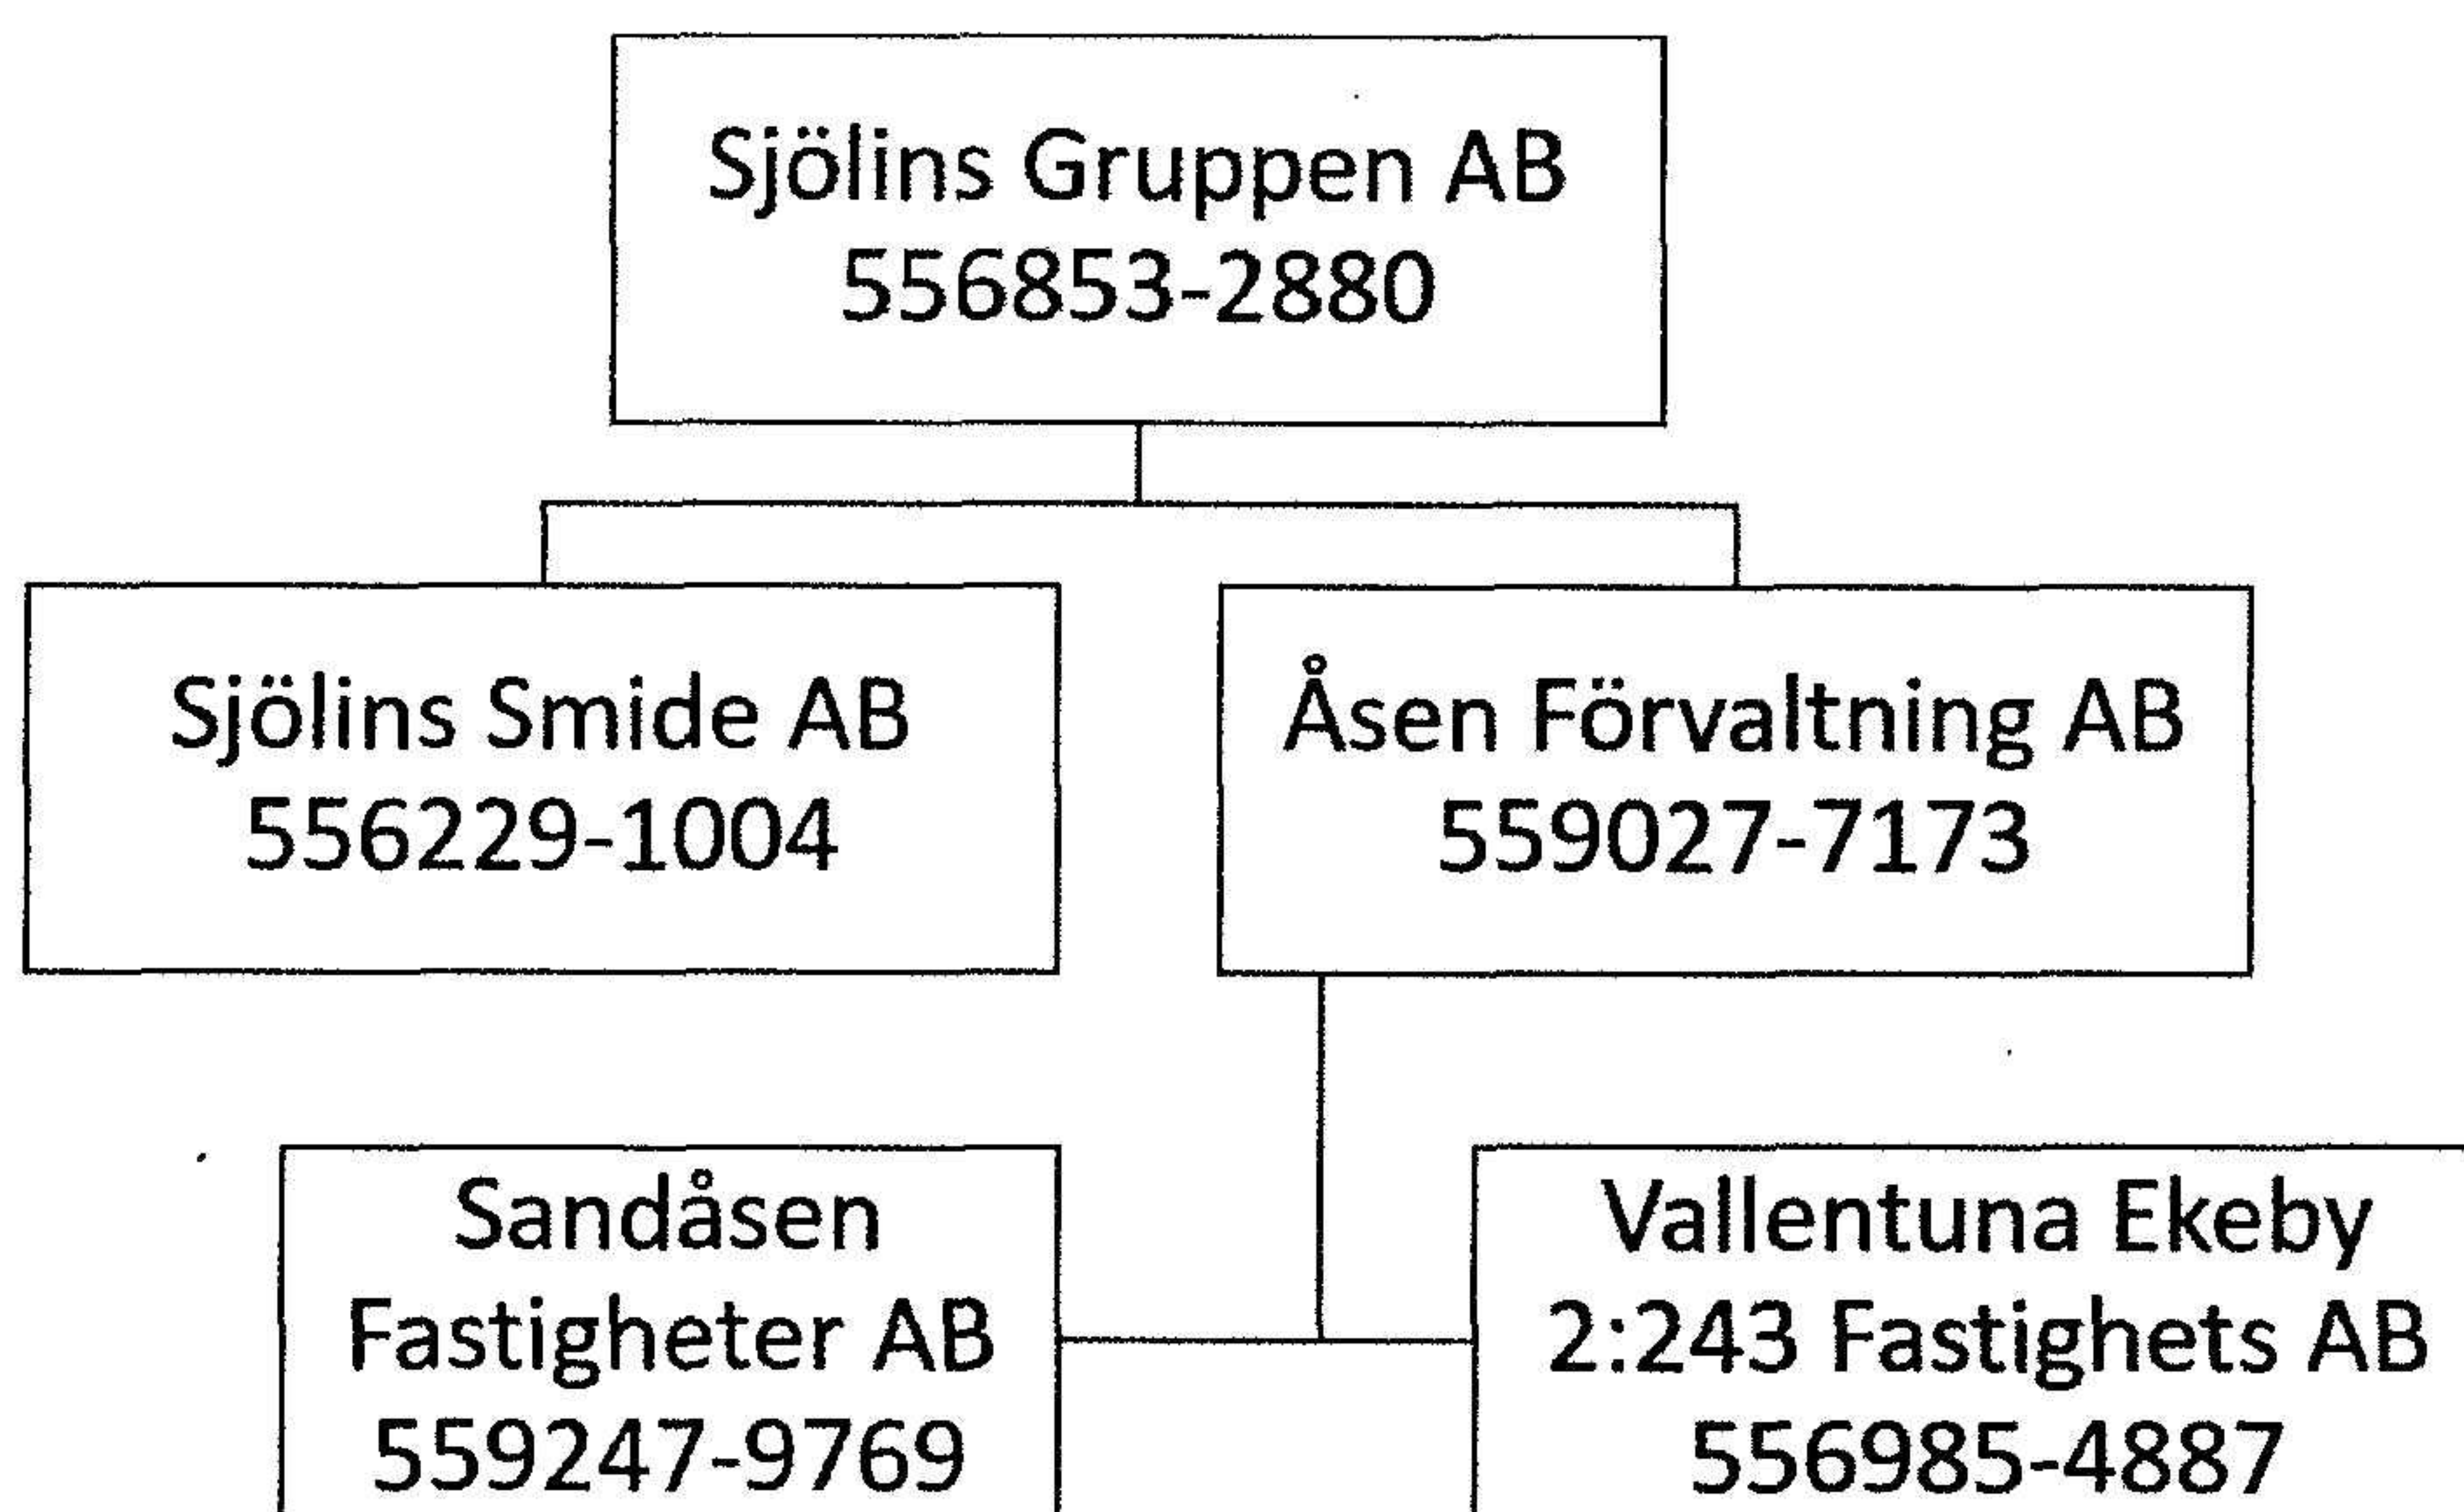 Sjölins Gruppen AB
556853-2880
Sjölins Smide AB
556229-1004
Åsen Förvaltning AB
559027-7173
Sandåsen
Fastigheter AB
559247-9769
Vallentuna Ekeby
2:243 Fastighets AB
556985-4887